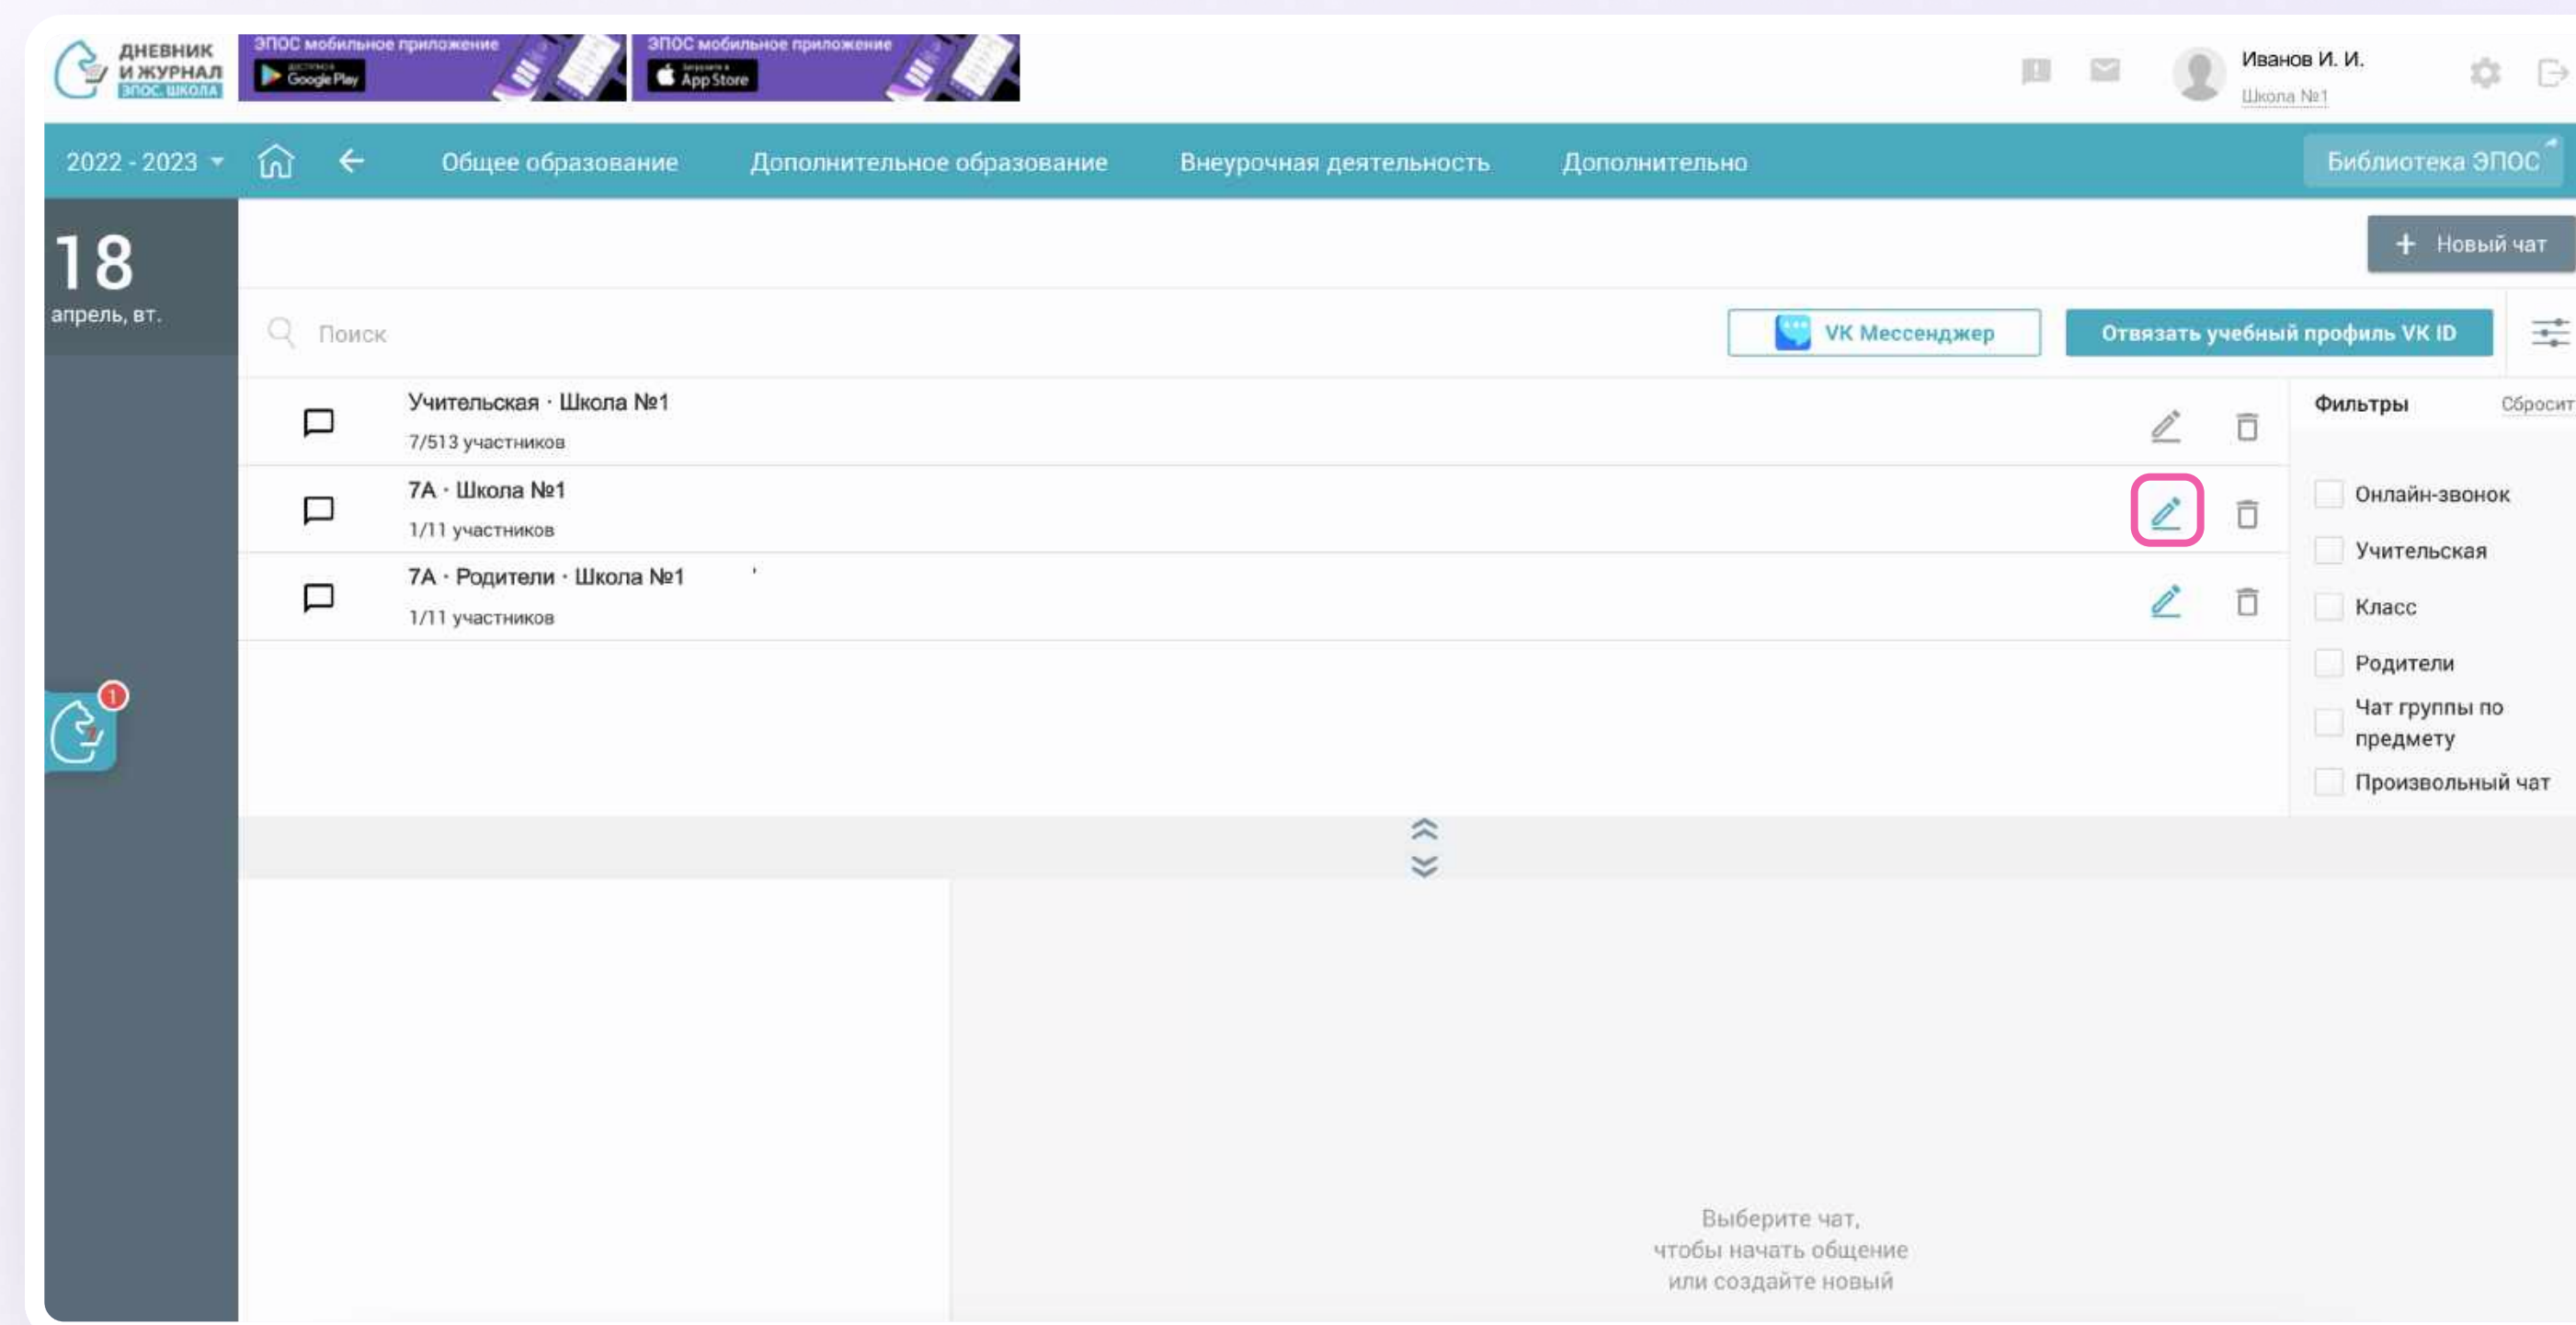 ДНЕВНИК
И ЖУРНАЛ
ЭПОС. ШКОЛА
ЭПОС мобильное приложение
ДОСТУПНО В
Google Play
ЭПОС мобильное приложение
Загрузите в
App Store
Иванов И. И.
Школа №1
2022 - 2023
Общее образование
Дополнительное образование
Внеурочная деятельность
Дополнительно
Библиотека ЭПОС
18
апрель, вт.
+ Новый чат
Поиск
VK Мессенджер
Отвязать учебный профиль VK ID
Учительская · Школа №1
7/513 участников
7А · Школа №1
1/11 участников
7А · Родители · Школа №1
1/11 участников
Фильтры
Сбросит
Онлайн-звонок
Учительская
Класс
Родители
Чат группы по
предмету
Произвольный чат
1
Выберите чат,
чтобы начать общение
или создайте новый